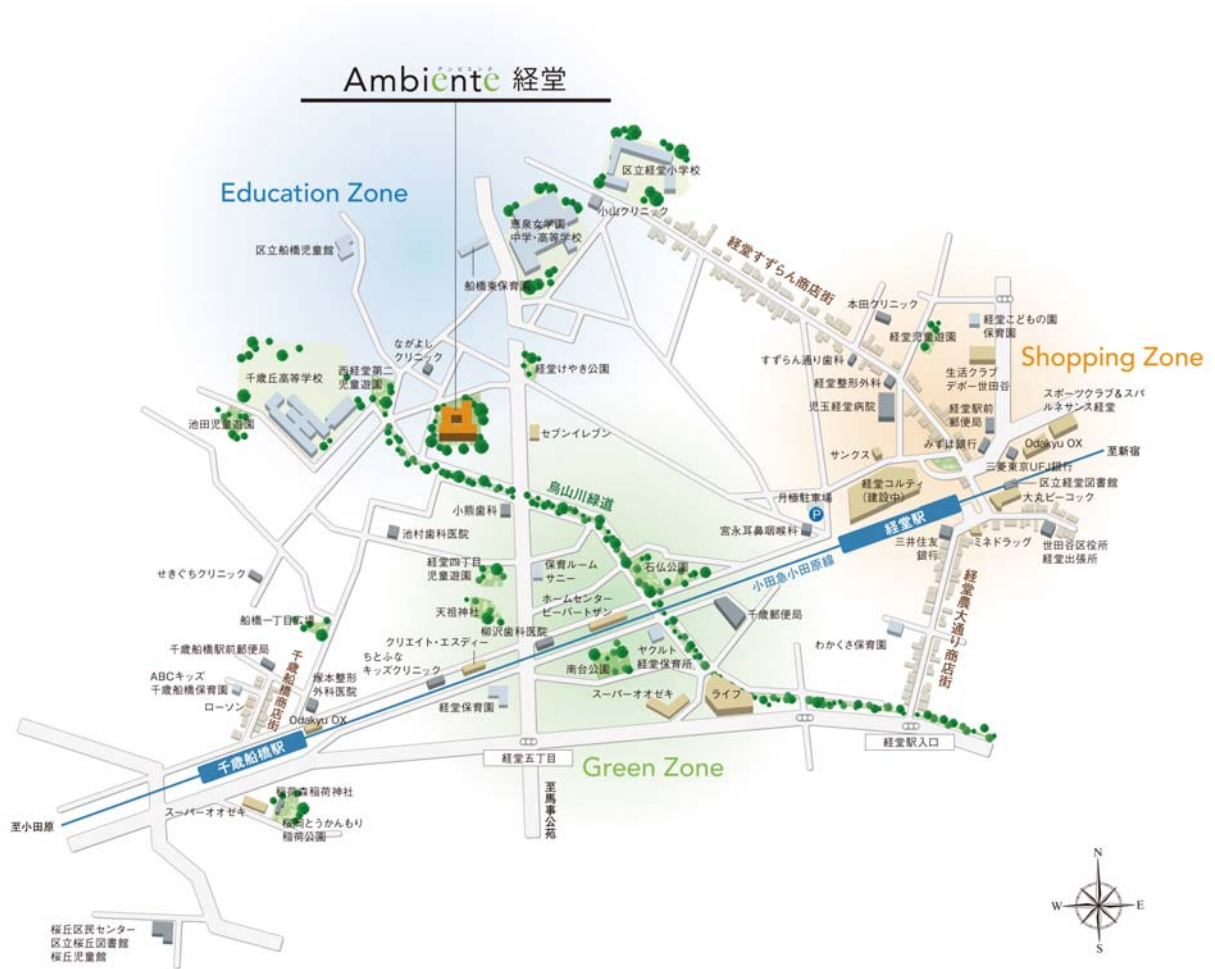 アンビエンテ
Ambiente 経堂
Education Zone
区立経堂小学校
小山クリニック
恵泉女学園
中学・高等学校
区立船橋児童館
船橋東保育園
経堂すずらん商店街
本田クリニック
経堂児童遊園
経堂こどもの園
保育園
Shopping Zone
ながよし
クリニック
西経堂第二
児童遊園
千歳丘高等学校
池田児童遊園
経堂けやき公園
すずらん通り歯科
経堂整形外科
児玉経堂病院
生活クラブ
デポー世田谷
スポーツクラブ&スパ
ルネサンス経堂
経堂駅前
郵便局
みずほ銀行
Odakyu OX
至新宿
セブンイレブン
サンクス
三菱東京UFJ銀行
経堂コルティ
(建設中)
区立経堂図書館
大丸ピーコック
烏山川緑道
月極駐車場
P
経堂駅
小熊歯科
池村歯科医院
宮永耳鼻咽喉科
三井住友
銀行
ミネドラッグ
世田谷区役所
経堂出張所
経堂四丁目
児童遊園
保育ルーム
サニー
石仏公園
小田急小田原線
せきぐちクリニック
天祖神社
ホームセンター
ビーバートザン
千歳郵便局
経堂農大通り商店街
船橋一丁目広場
柳沢歯科医院
クリエイト・エスディー
ちとふな
キッズクリニック
わかくさ保育園
千歳船橋駅前郵便局
千歳船橋商店街
塚本整形
外科医院
南台公園
ヤクルト
経堂保育所
ABCキッズ
千歳船橋保育園
ローソン
Odakyu OX
経堂保育園
スーパーオオゼキ
ライフ
千歳船橋駅
経堂五丁目
経堂駅入口
Green Zone
至馬事公苑
稲荷森稲荷神社
スーパーオオゼキ
桜岡とうかんもり
稲荷公園
至小田原
桜丘区民センター
区立桜丘図書館
桜丘児童館
N
W
E
S